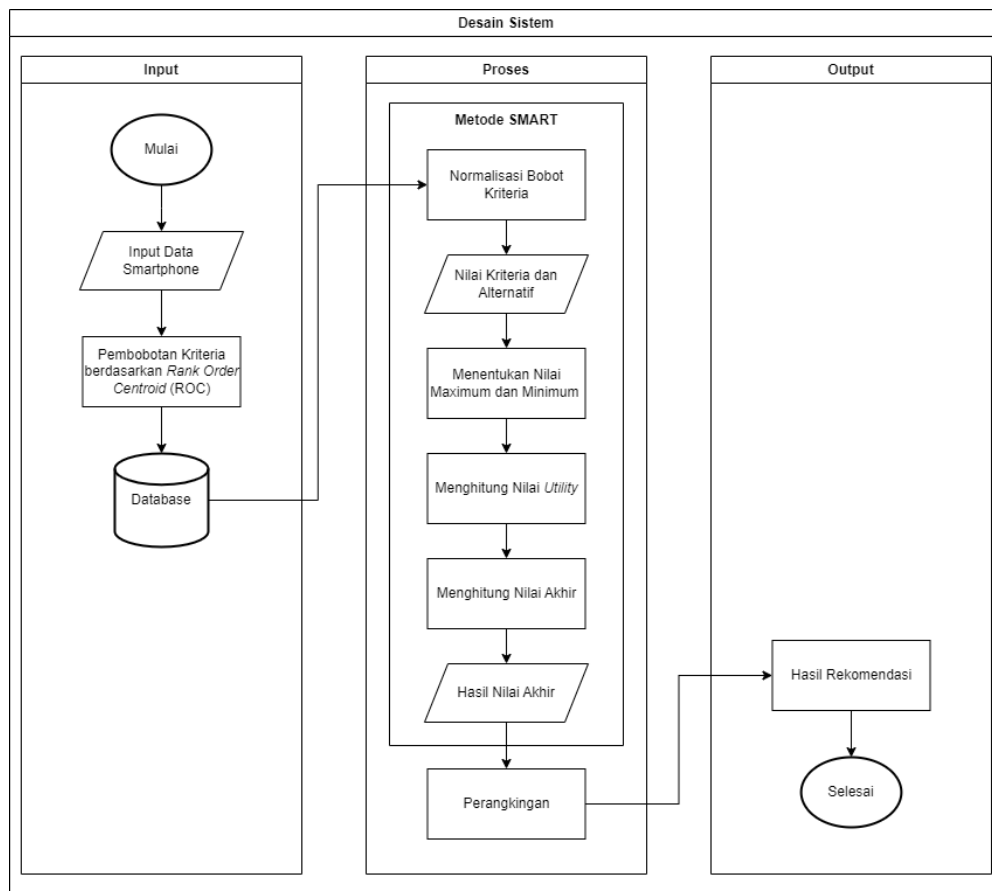 Desain Sistem
Input
Mulai
Input Data
Smartphone
Pembobotan Kriteria
berdasarkan Rank Order
Centroid (ROC)
Database
Proses
Metode SMART
Normalisasi Bobot
Kriteria
Nilai Kriteria dan
Alternatif
Menentukan Nilai
Maximum dan Minimum
Menghitung Nilai Utility
Menghitung Nilai Akhir
Hasil Nilai Akhir
Perangkingan
Output
Hasil Rekomendasi
Selesai